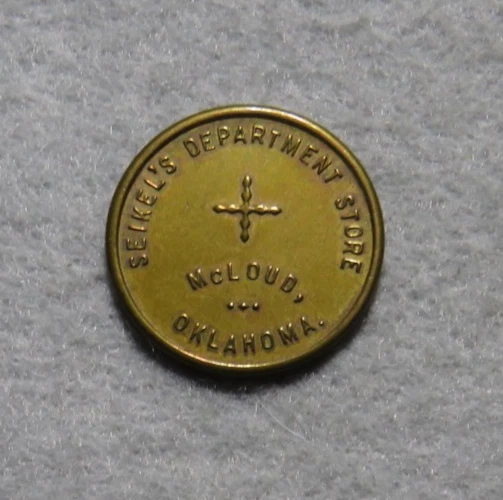 SEIKEL'S DEPARTMENT STORE
McLOUD,
OKLAHOMA.